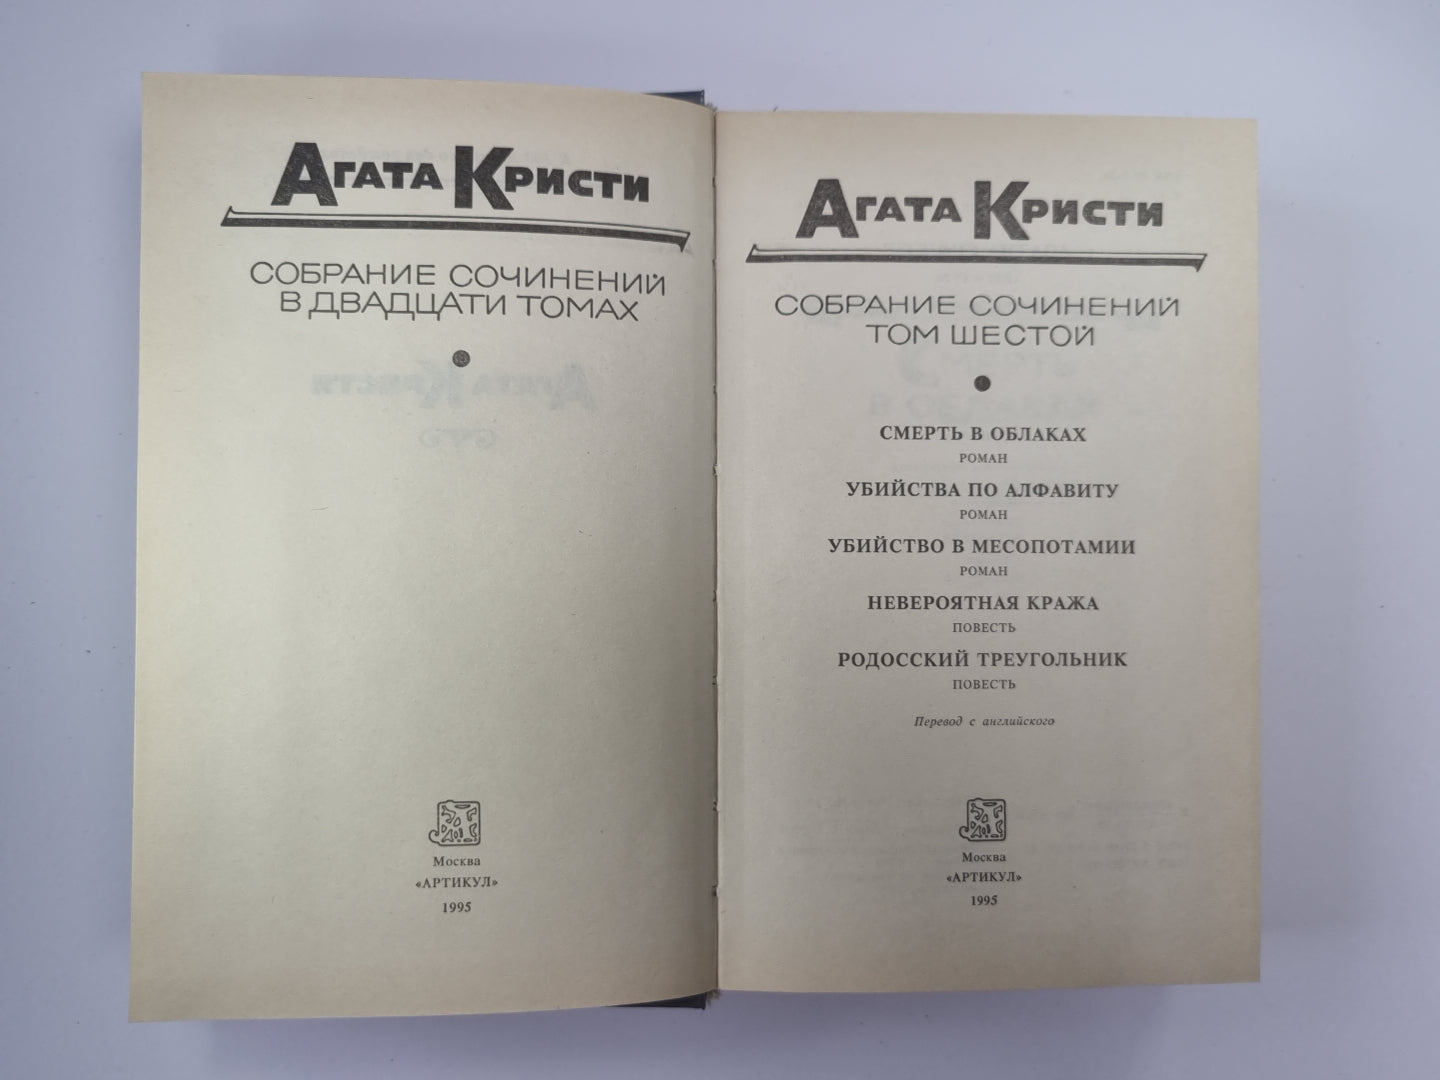 Агата Кристи
СОБРАНИЕ СОЧИНЕНИЙ
В ДВАДЦАТИ ТОМАХ
Москва
«АРТИКУЛ»
1995
Агата Кристи
СОБРАНИЕ СОЧИНЕНИЙ
ТОМ ШЕСТОЙ
СМЕРТЬ В ОБЛАКАХ
РОМАН
УБИЙСТВА ПО АЛФАВИТУ
РОМАН
УБИЙСТВО В МЕСОПОТАМИИ
РОМАН
НЕВЕРОЯТНАЯ КРАЖА
ПОВЕСТЬ
РОДОССКИЙ ТРЕУГОЛЬНИК
ПОВЕСТЬ
Перевод с английского
Москва
«АРТИКУЛ»
1995